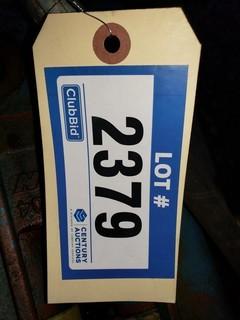 LOT #
2379
ClubBid
CENTURY
AUCTIONS